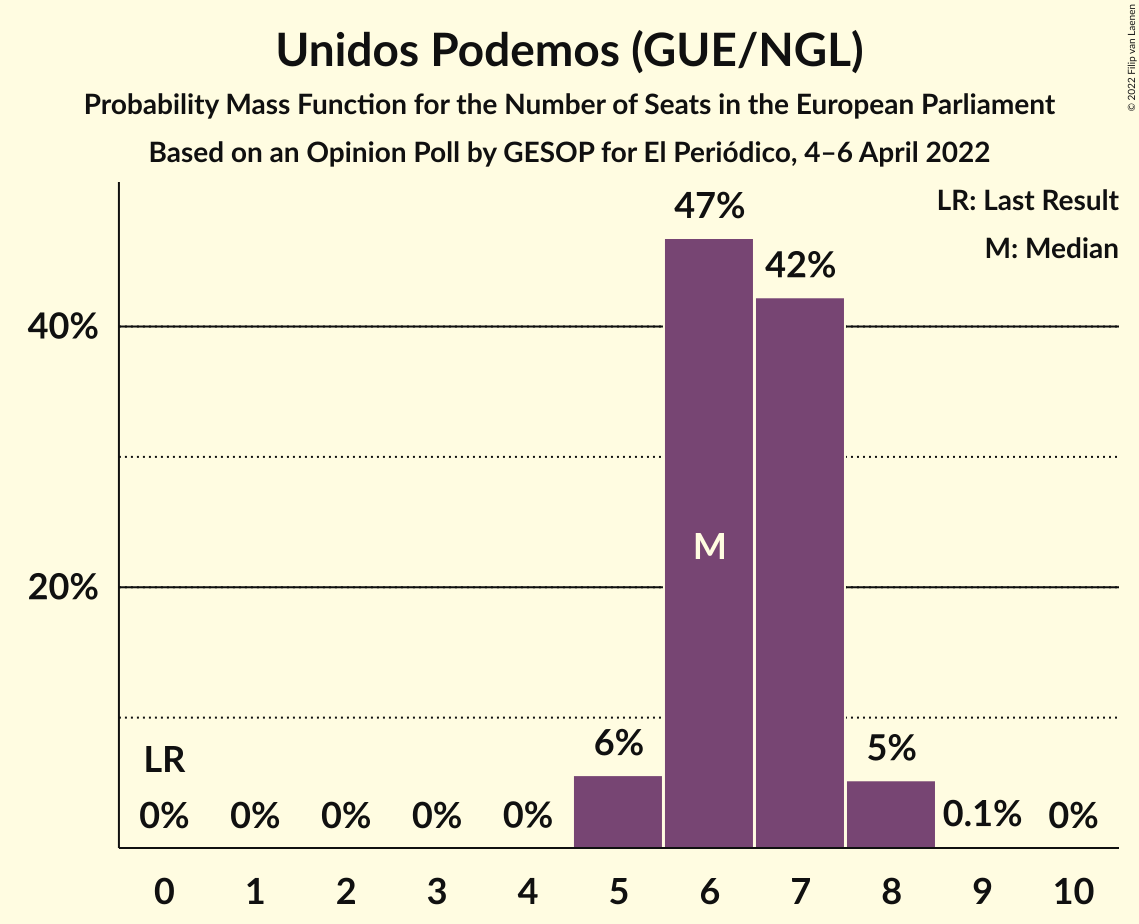 Unidos Podemos (GUE/NGL)
Probability Mass Function for the Number of Seats in the European Parliament
Based on an Opinion Poll by GESOP for El Periódico, 4–6 April 2022
© 2022 Filip van Laenen
LR: Last Result
M: Median
47%
42%
40%
M
20%
6%
5%
LR
0% 0% 0% 0% 0% 0.1% 0%
0 1 2 3 4 5 6 7 8 9 10